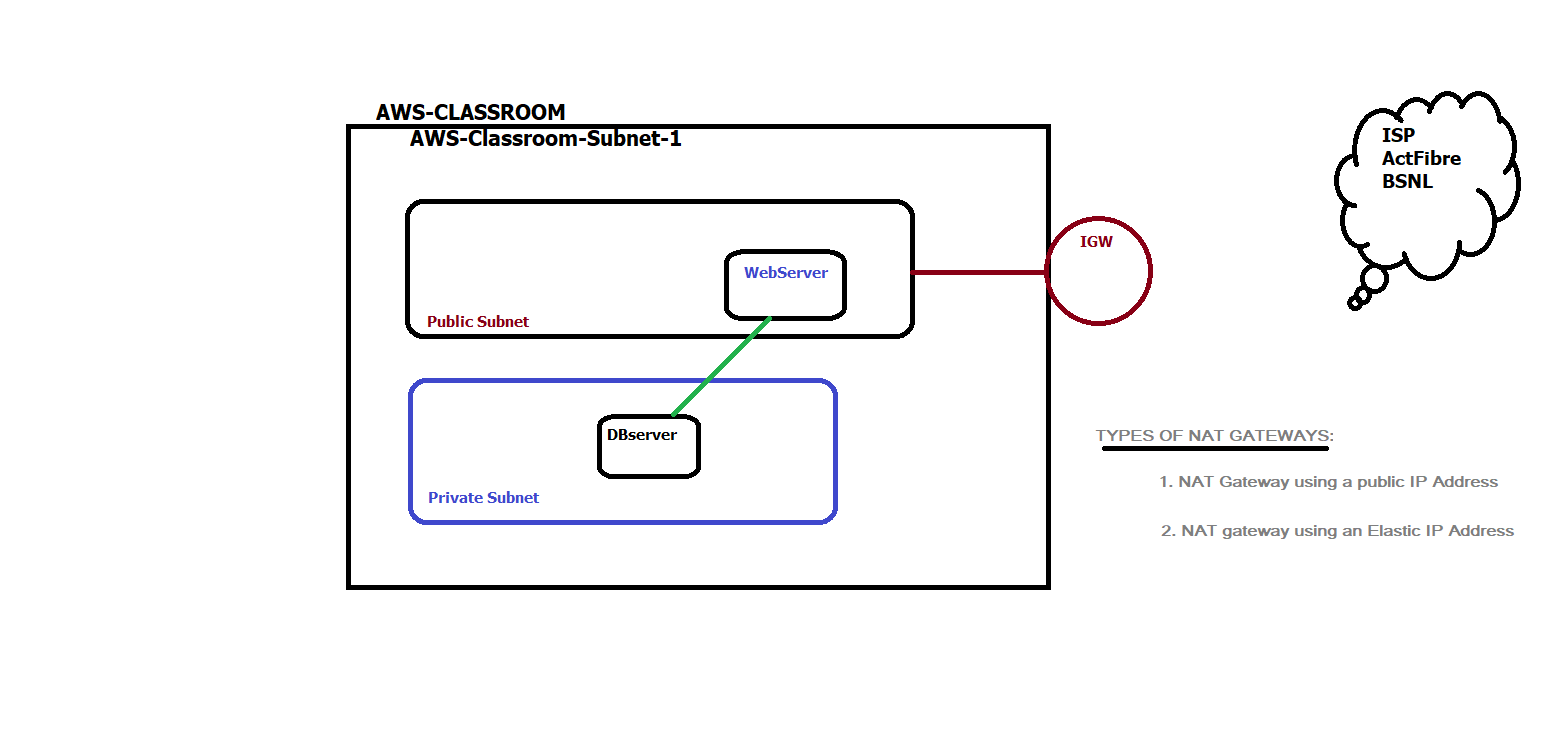 AWS-CLASSROOM
AWS-Classroom-Subnet-1
ISP
ActFibre
BSNL
IGW
WebServer
Public Subnet
DBserver
Private Subnet
TYPES OF NAT GATEWAYS:
1. NAT Gateway using a public IP Address
2. NAT gateway using an Elastic IP Address